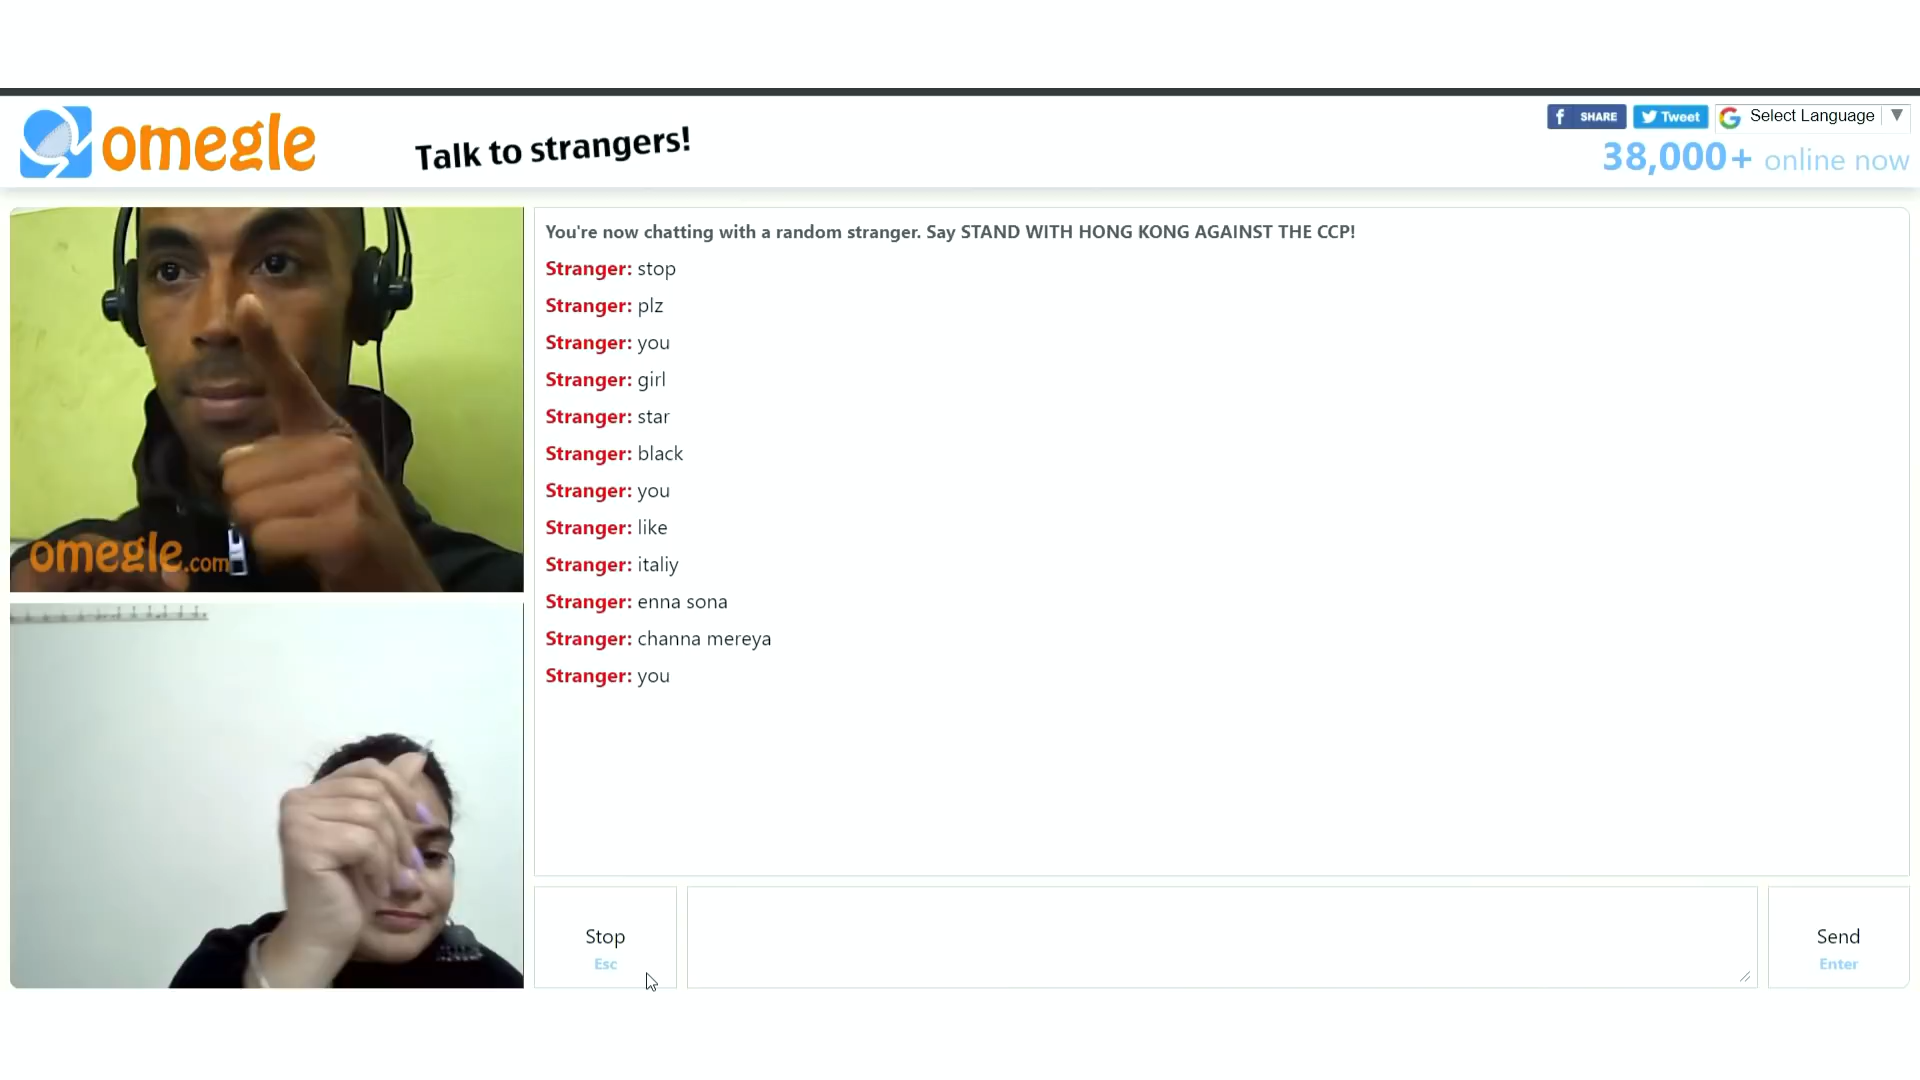 omegle
Talk to strangers!
SHARE
Tweet
Select Language
38,000+ online now
You're now chatting with a random stranger. Say STAND WITH HONG KONG AGAINST THE CCP!
Stranger: stop
Stranger: plz
Stranger: you
Stranger: girl
Stranger: star
Stranger: black
Stranger: you
Stranger: like
Stranger: italiy
Stranger: enna sona
Stranger: channa mereya
Stranger: you
omegle.com
Stop
Esc
Send
Enter